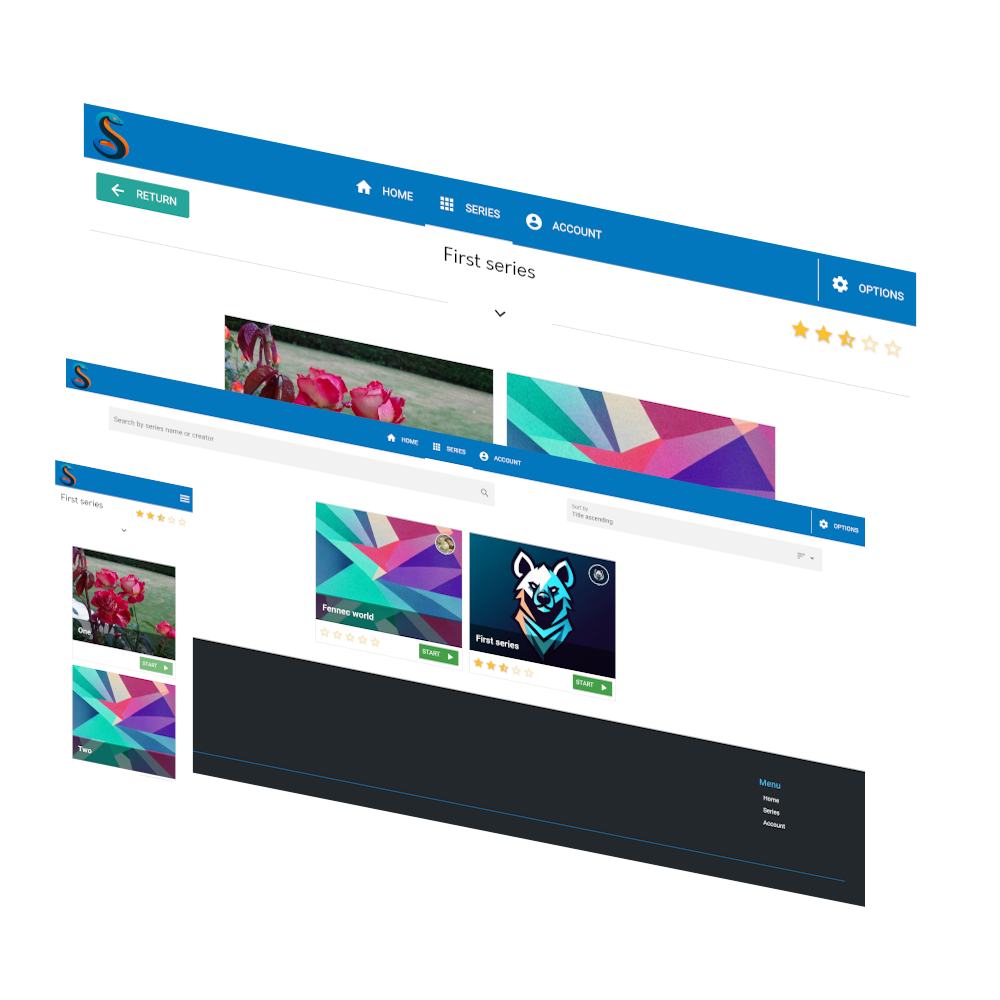 HOME
SERIES
ACCOUNT
OPTIONS
RETURN
First series
HOME
SERIES
ACCOUNT
OPTIONS
Search by series name or creator
Sort by
Title ascending
Fennec world
START
First series
START
Menu
Home
Series
Account
First series
One
START
Two